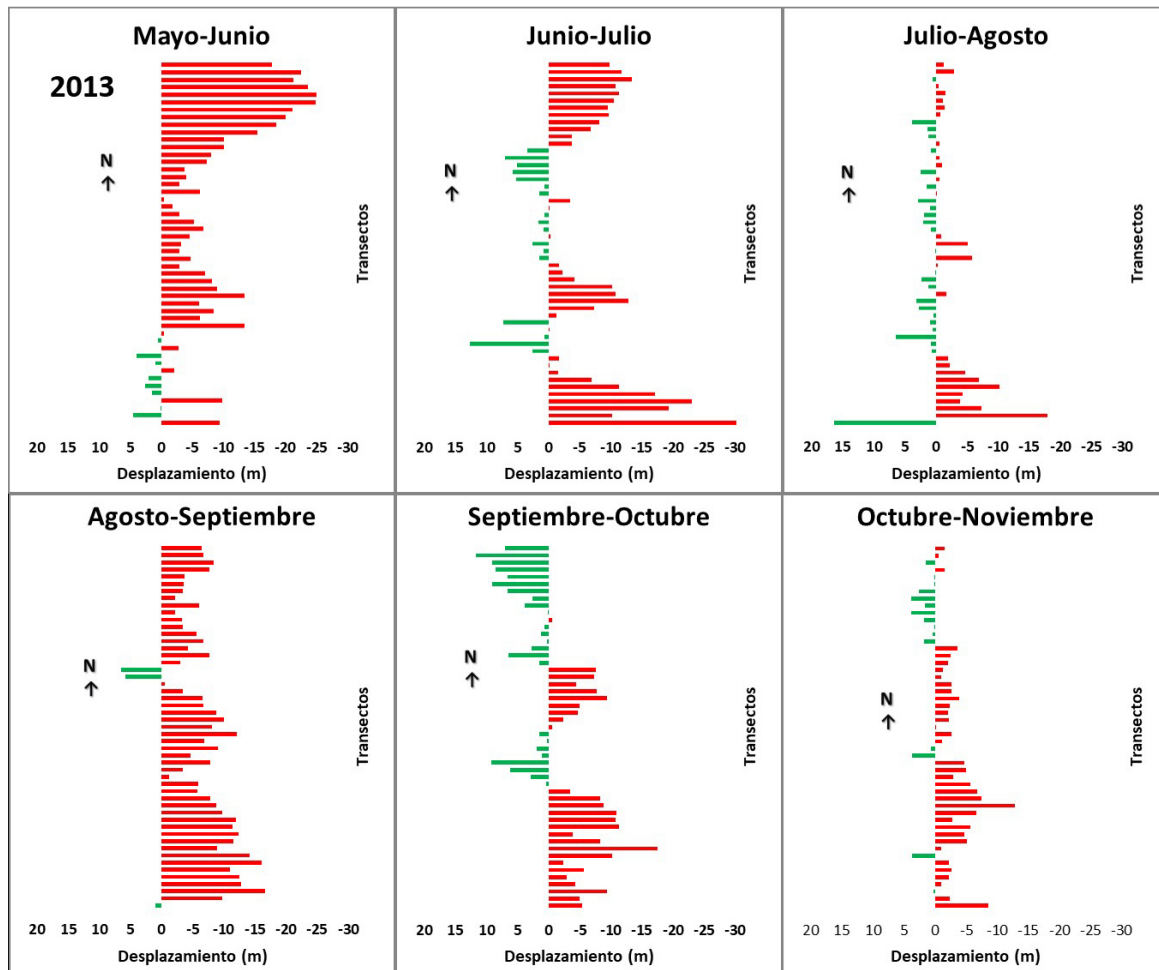 Mayo-Junio
2013
N
↑
Transectos
20 15 10 5 0 -5 -10 -15 -20 -25 -30
Desplazamiento (m)
Junio-Julio
N
↑
Transectos
20 15 10 5 0 -5 -10 -15 -20 -25 -30
Desplazamiento (m)
Julio-Agosto
N
↑
Transectos
20 15 10 5 0 -5 -10 -15 -20 -25 -30
Desplazamiento (m)
Agosto-Septiembre
N
↑
Transectos
20 15 10 5 0 -5 -10 -15 -20 -25 -30
Desplazamiento (m)
Septiembre-Octubre
N
↑
Transectos
20 15 10 5 0 -5 -10 -15 -20 -25 -30
Desplazamiento (m)
Octubre-Noviembre
N
↑
Transectos
20 15 10 5 0 -5 -10 -15 -20 -25 -30
Desplazamiento (m)